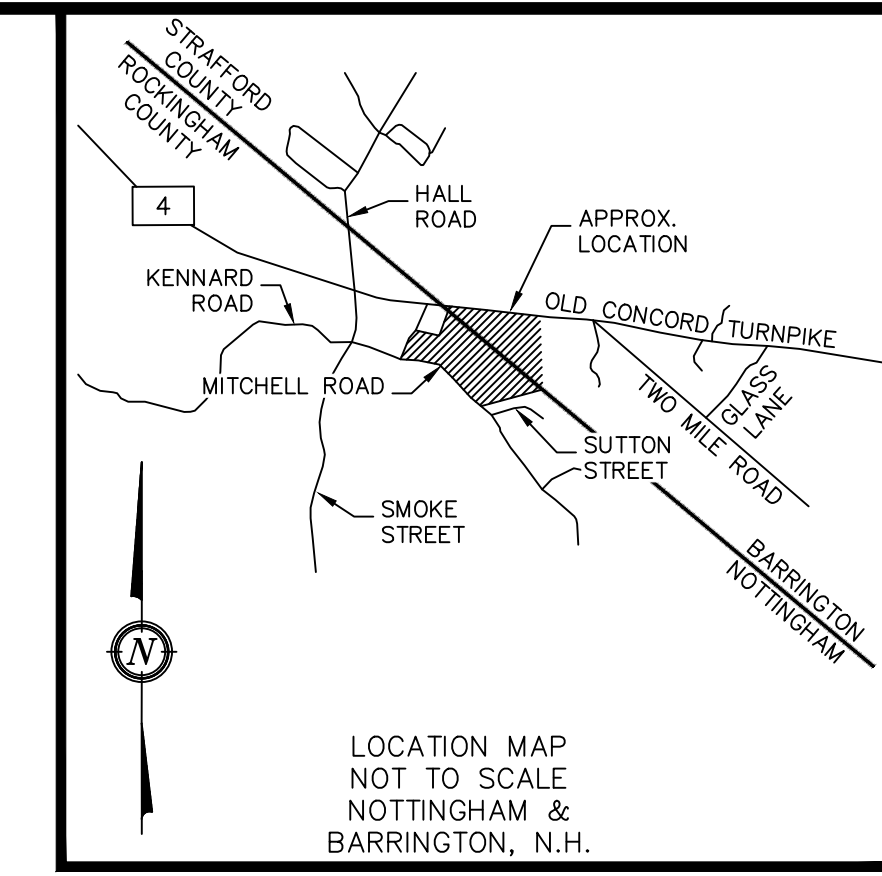 STRAFFORD
COUNTY
ROCKINGHAM
COUNTY
4
HALL
ROAD
APPROX.
LOCATION
KENNARD
ROAD
OLD CONCORD TURNPIKE
MITCHELL ROAD
TWO MILE ROAD
GLASS
LANE
SUTTON
STREET
SMOKE
STREET
BARRINGTON
NOTTINGHAM
N
LOCATION MAP
NOT TO SCALE
NOTTINGHAM &
BARRINGTON, N.H.